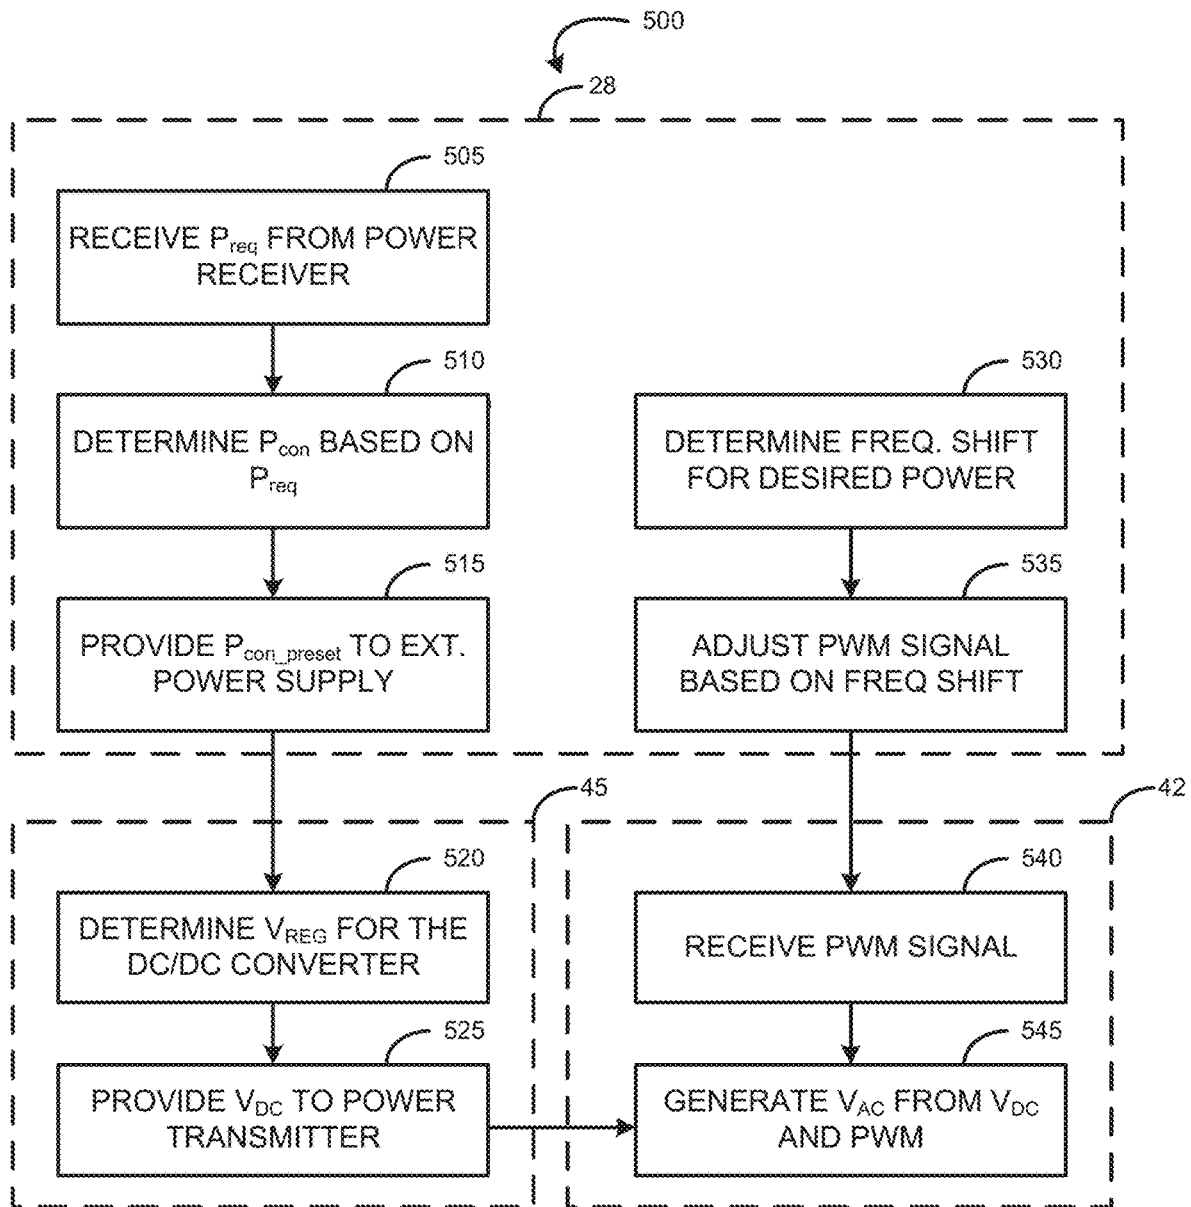 500
28
505
RECEIVE Preq FROM POWER
RECEIVER
510
DETERMINE Pcon BASED ON
Preq
515
PROVIDE Pcon_preset TO EXT.
POWER SUPPLY
530
DETERMINE FREQ. SHIFT
FOR DESIRED POWER
535
ADJUST PWM SIGNAL
BASED ON FREQ SHIFT
45
520
DETERMINE VREG FOR THE
DC/DC CONVERTER
525
PROVIDE VDC TO POWER
TRANSMITTER
42
540
RECEIVE PWM SIGNAL
545
GENERATE VAC FROM VDC
AND PWM